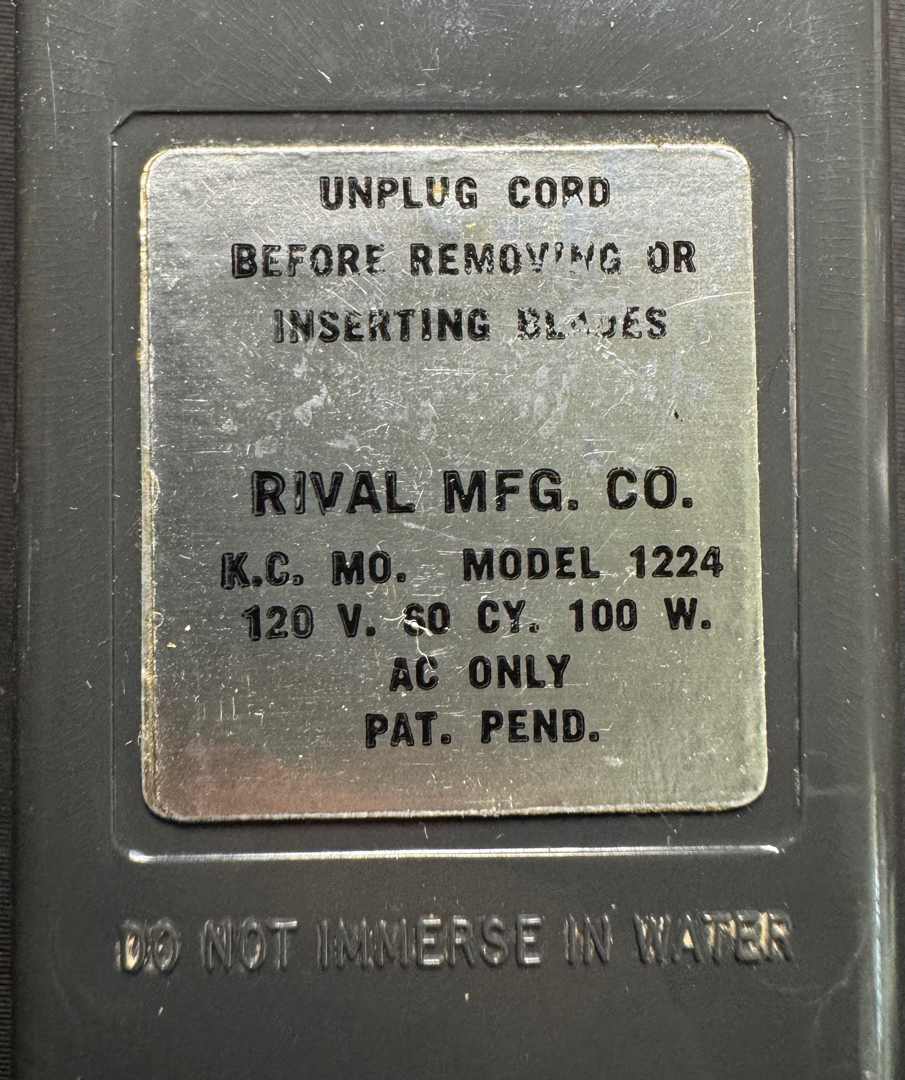 UNPLUG CORD
BEFORE REMOVING OR
INSERTING BLADES
RIVAL MFG. CO.
K.C. MO. MODEL 1224
120 V. 60 CY. 100 W.
AC ONLY
PAT. PEND.
DO NOT IMMERSE IN WATER